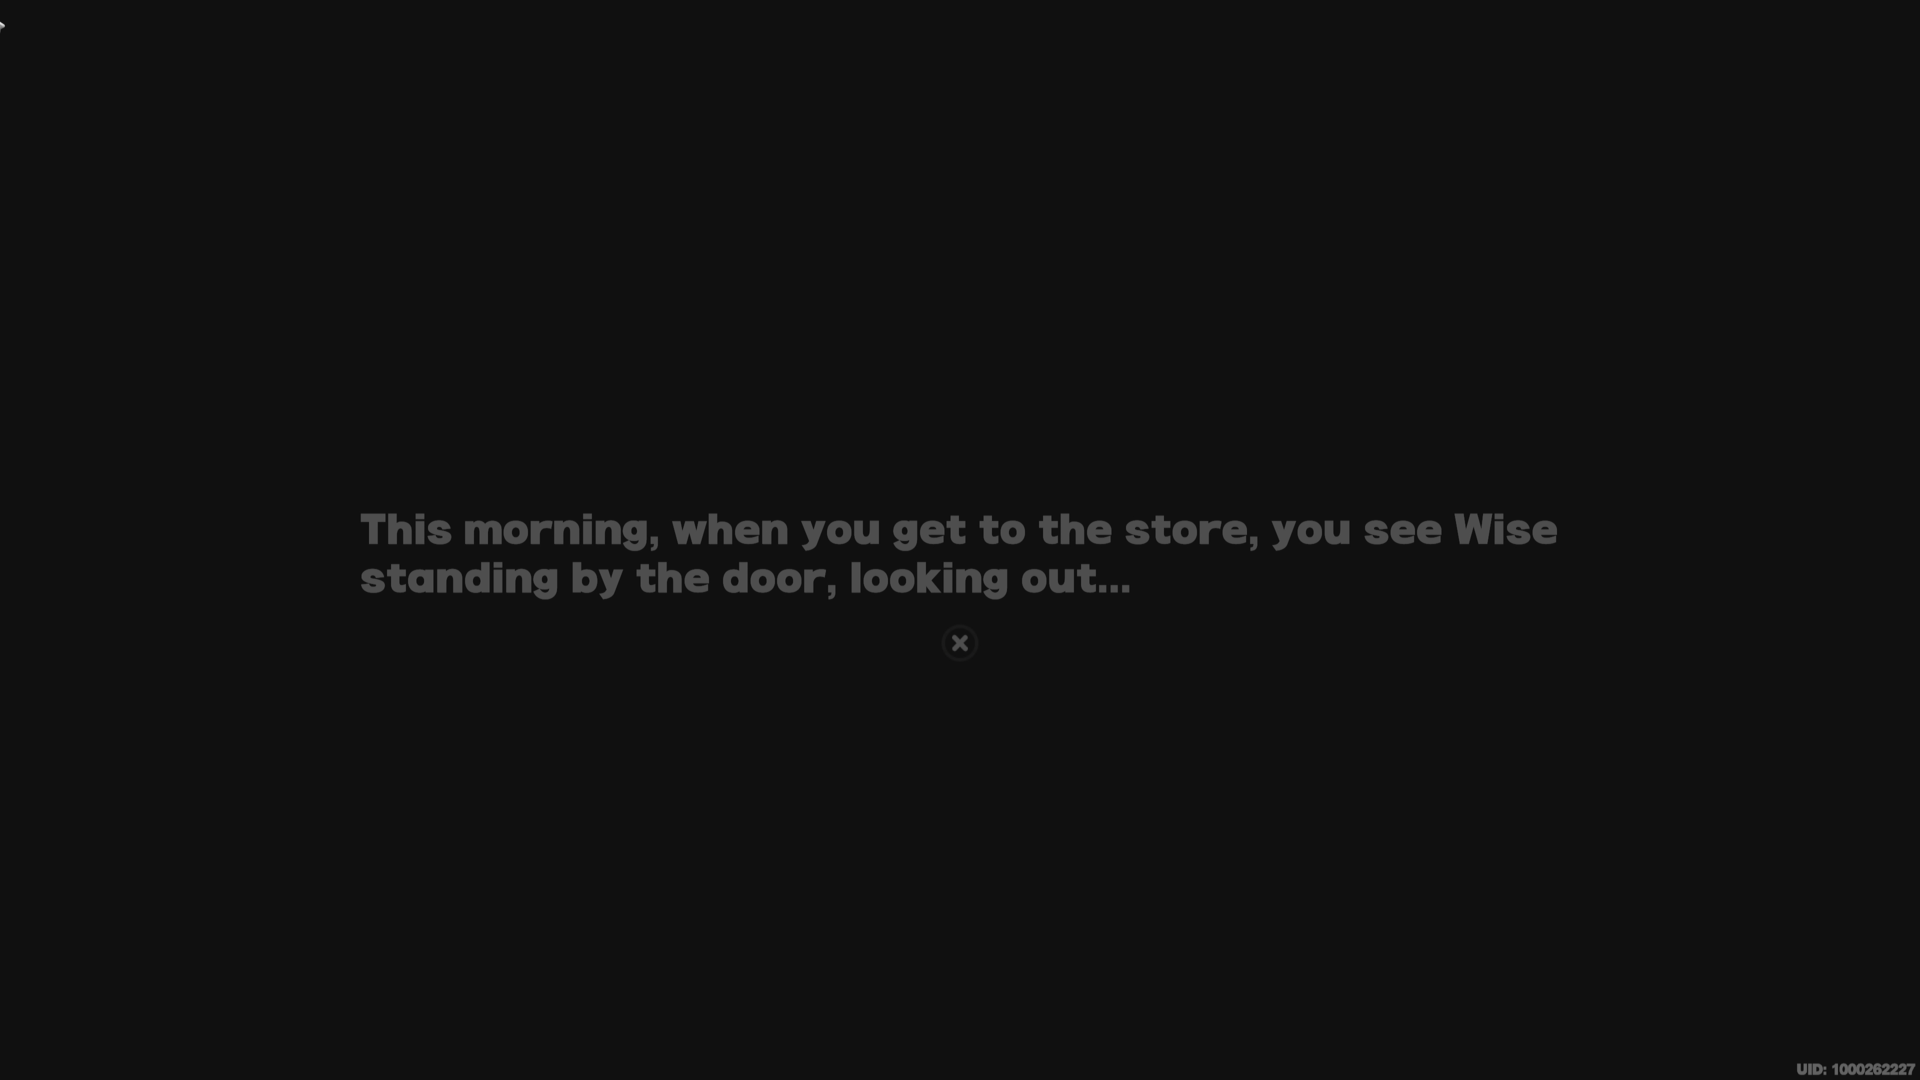 This morning, when you get to the store, you see Wise
standing by the door, looking out...
UID: 1000262227